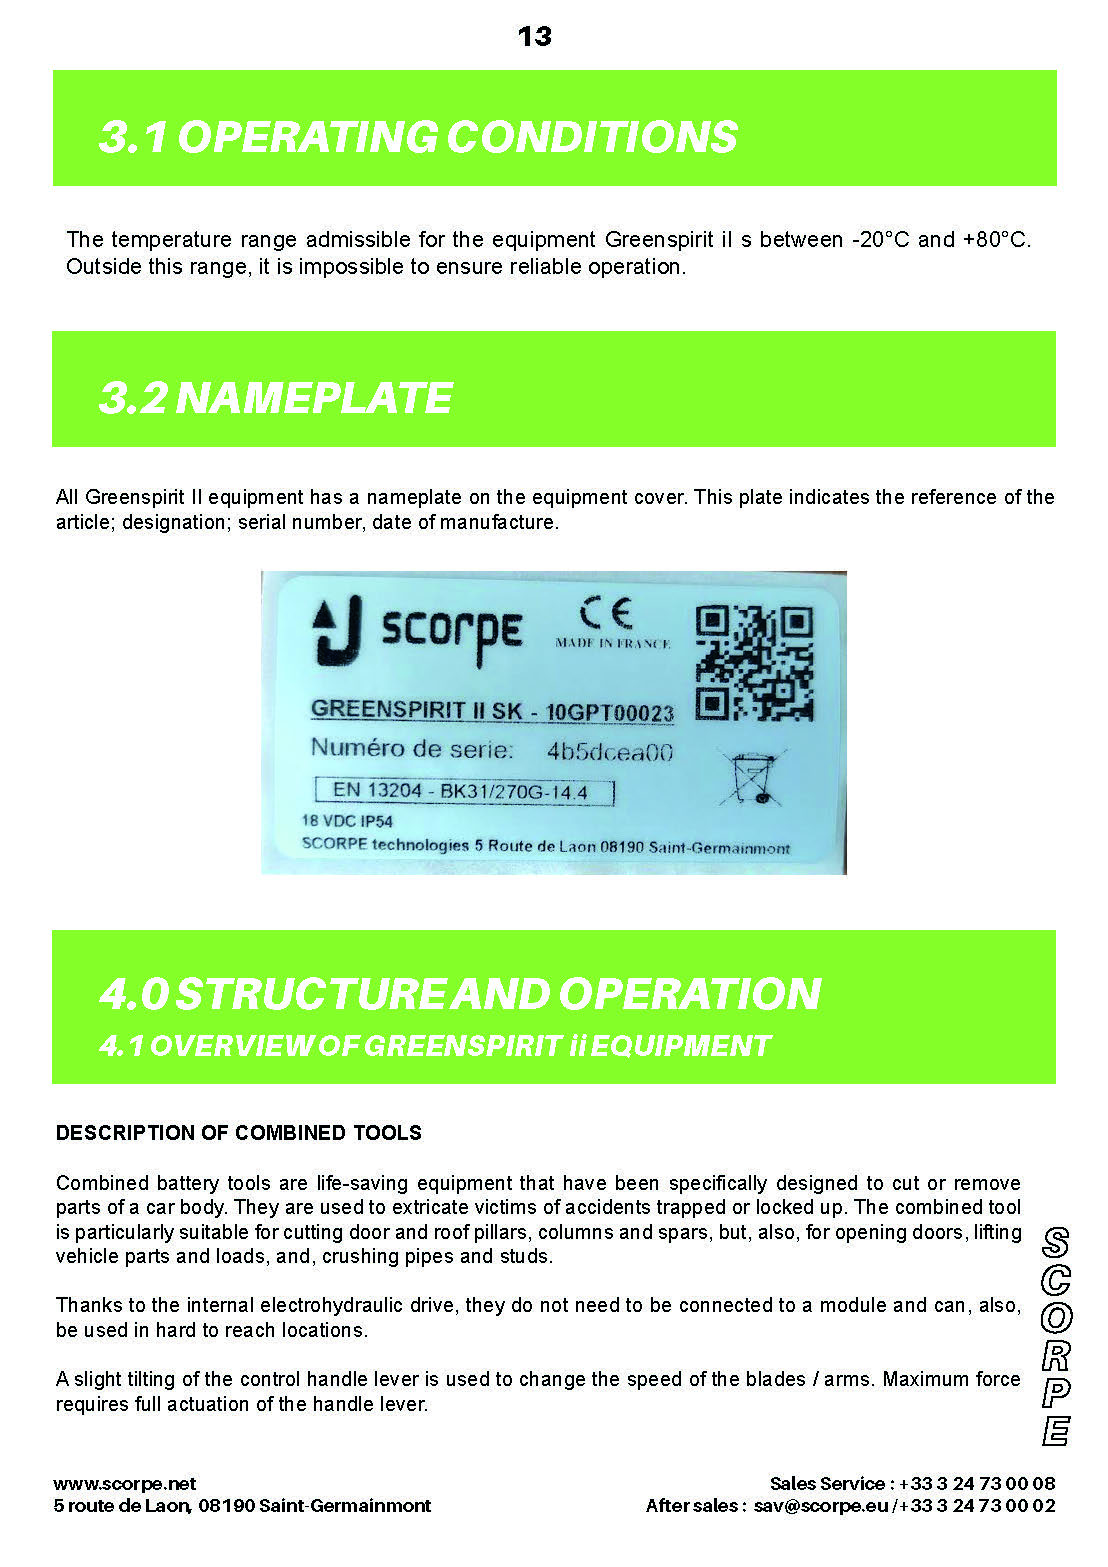 13
3.1 OPERATING CONDITIONS
The temperature range admissible for the equipment Greenspirit iI s between -20°C and +80°C.
Outside this range, it is impossible to ensure reliable operation.
3.2 NAMEPLATE
All Greenspirit II equipment has a nameplate on the equipment cover. This plate indicates the reference of the
article; designation; serial number, date of manufacture.
scorpe
CE
MADE IN FRANCE
GREENSPIRIT II SK - 10GPT00023
Numéro de serie: 4b5dcea00
EN 13204 - BK31/270G-14.4
18 VDC IP54
SCORPE technologies 5 Route de Laon 08190 Saint-Germainmont
4.0 STRUCTURE AND OPERATION
4.1 OVERVIEW OF GREENSPIRIT ii EQUIPMENT
DESCRIPTION OF COMBINED TOOLS
Combined battery tools are life-saving equipment that have been specifically designed to cut or remove
parts of a car body. They are used to extricate victims of accidents trapped or locked up. The combined tool
is particularly suitable for cutting door and roof pillars, columns and spars, but, also, for opening doors, lifting
vehicle parts and loads, and, crushing pipes and studs.
Thanks to the internal electrohydraulic drive, they do not need to be connected to a module and can, also,
be used in hard to reach locations.
A slight tilting of the control handle lever is used to change the speed of the blades / arms. Maximum force
requires full actuation of the handle lever.
SCORPE
www.scorpe.net
5 route de Laon, 08190 Saint-Germainmont
Sales Service : +33 3 24 73 00 08
After sales : sav@scorpe.eu /+33 3 24 73 00 02